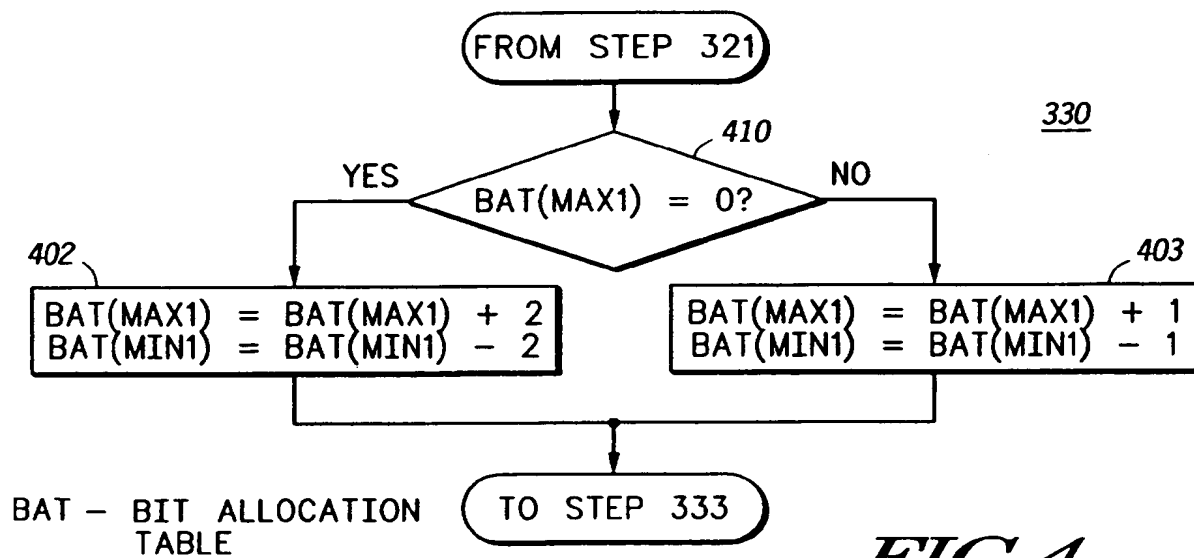 FROM STEP 321
330
410
YES
NO
BAT(MAX1) = 0?
402
403
BAT(MAX1) = BAT(MAX1) + 2
BAT(MIN1) = BAT(MIN1) - 2
BAT(MAX1) = BAT(MAX1) + 1
BAT(MIN1) = BAT(MIN1) - 1
TO STEP 333
BAT – BIT ALLOCATION
TABLE
FIG.4